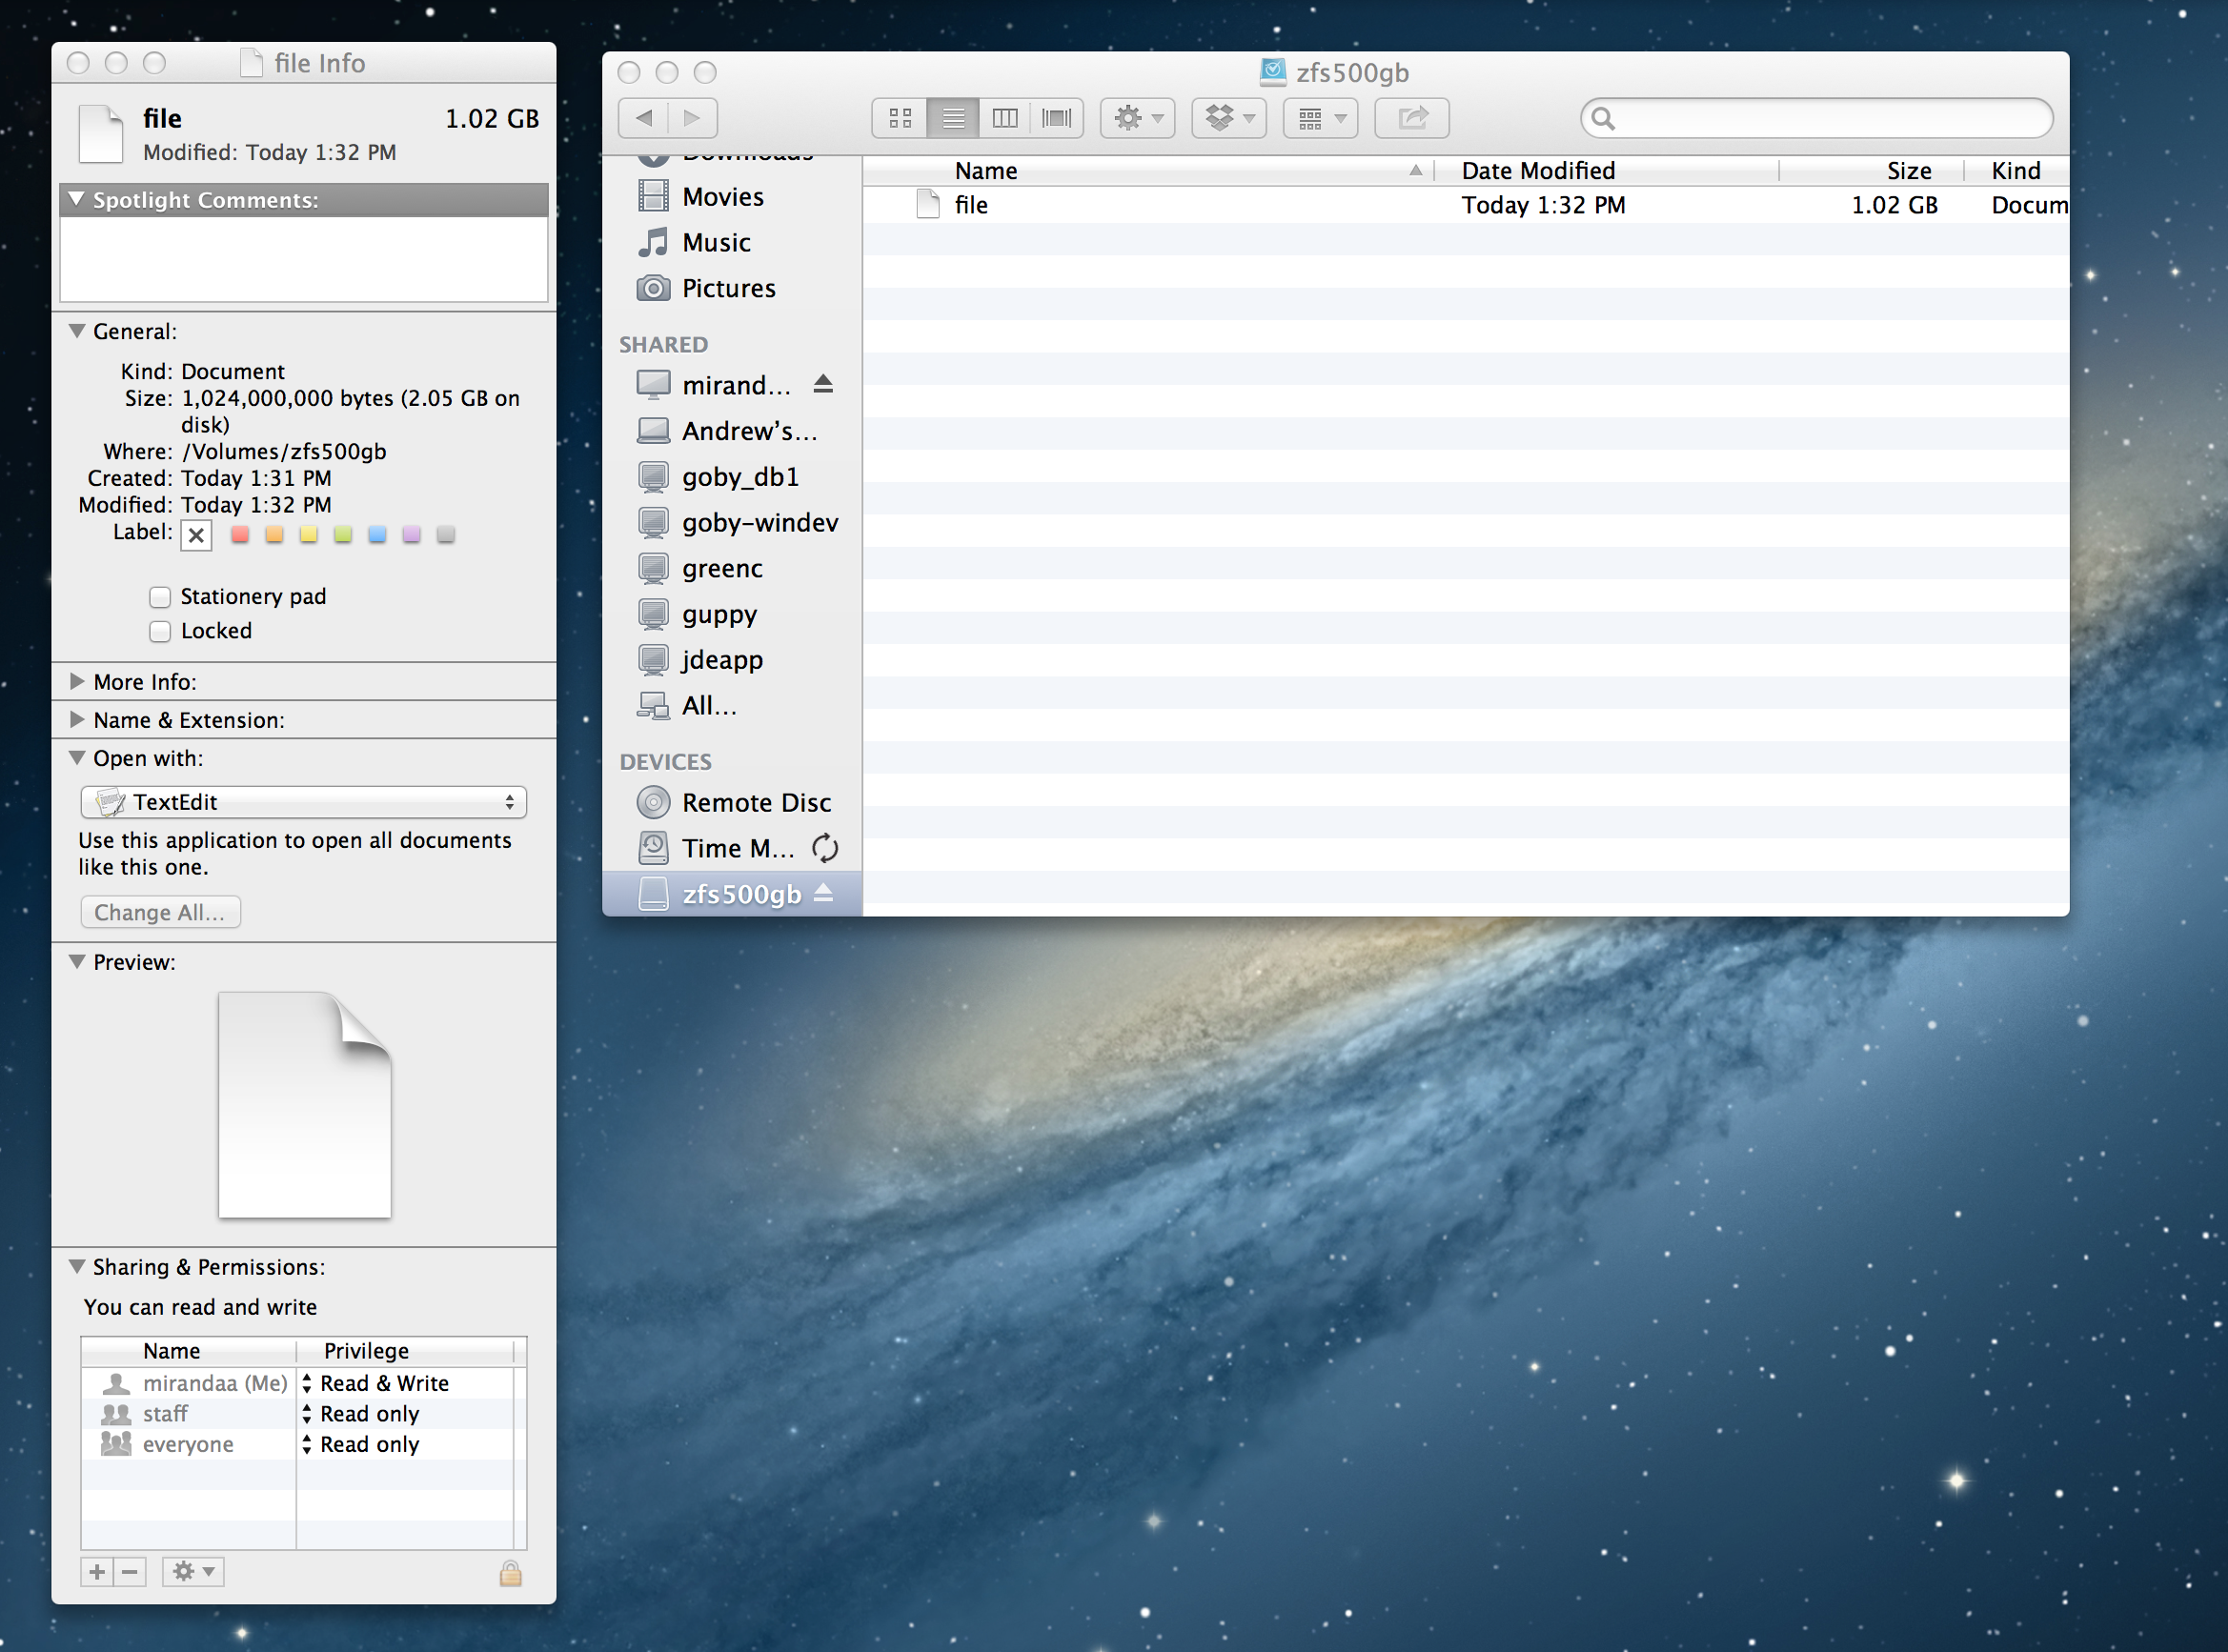 file Info
file
1.02 GB
Modified: Today 1:32 PM
Spotlight Comments:
General:
Kind: Document
Size: 1,024,000,000 bytes (2.05 GB on
disk)
Where: /Volumes/zfs500gb
Created: Today 1:31 PM
Modified: Today 1:32 PM
Label:
Stationery pad
Locked
More Info:
Name & Extension:
Open with:
TextEdit
Use this application to open all documents
like this one.
Change All...
Preview:
Sharing & Permissions:
You can read and write
Name Privilege
mirandaa (Me) Read & Write
staff Read only
everyone Read only
zfs500gb
Downloads
Movies
Music
Pictures
SHARED
mirand...
Andrew's...
goby_db1
goby-windev
greenc
guppy
jdeapp
All...
DEVICES
Remote Disc
Time M...
zfs500gb
Name Date Modified Size Kind
file Today 1:32 PM 1.02 GB Docum